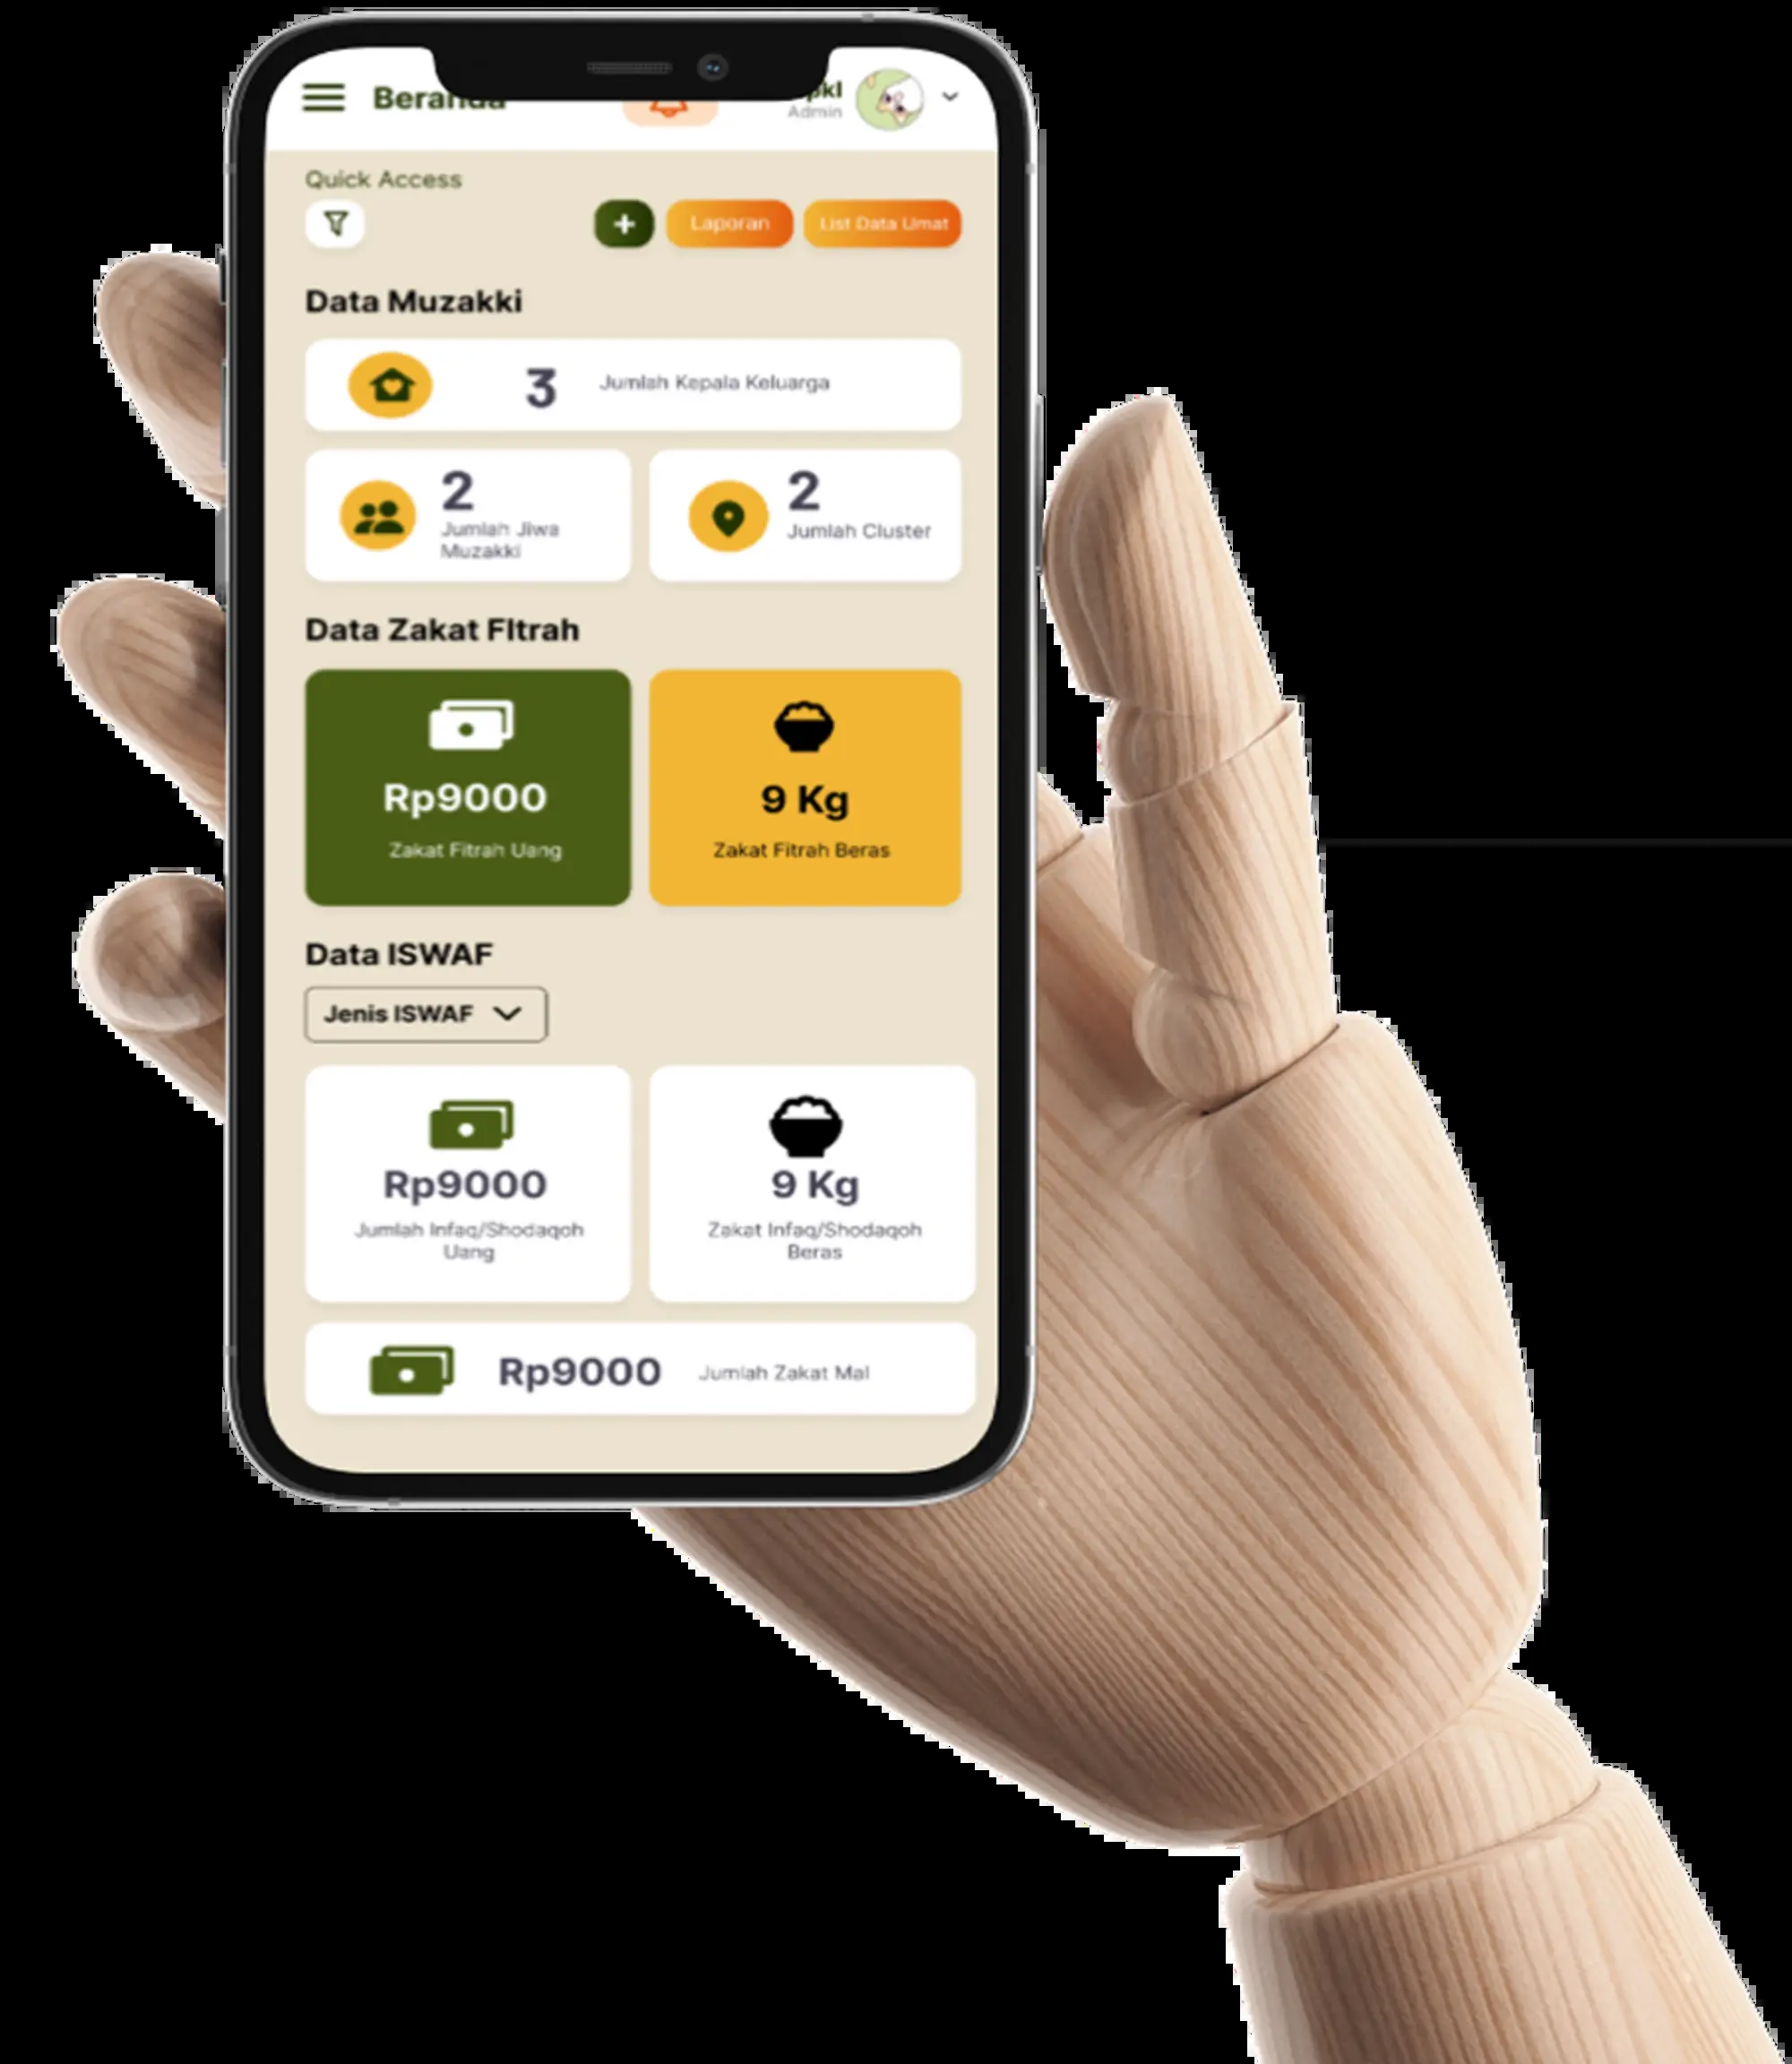 Beranda
Admin
Quick Access
+
Laporan
List Data Umat
Data Muzakki
3
Jumlah Kepala Keluarga
2
Jumlah Jiwa
Muzakki
2
Jumlah Cluster
Data Zakat FItrah
Rp9000
Zakat Fitrah Uang
9 Kg
Zakat Fitrah Beras
Data ISWAF
Jenis ISWAF
Rp9000
Jumlah Infaq/Shodaqoh
Uang
9 Kg
Zakat Infaq/Shodaqoh
Beras
Rp9000
Jumlah Zakat Mal